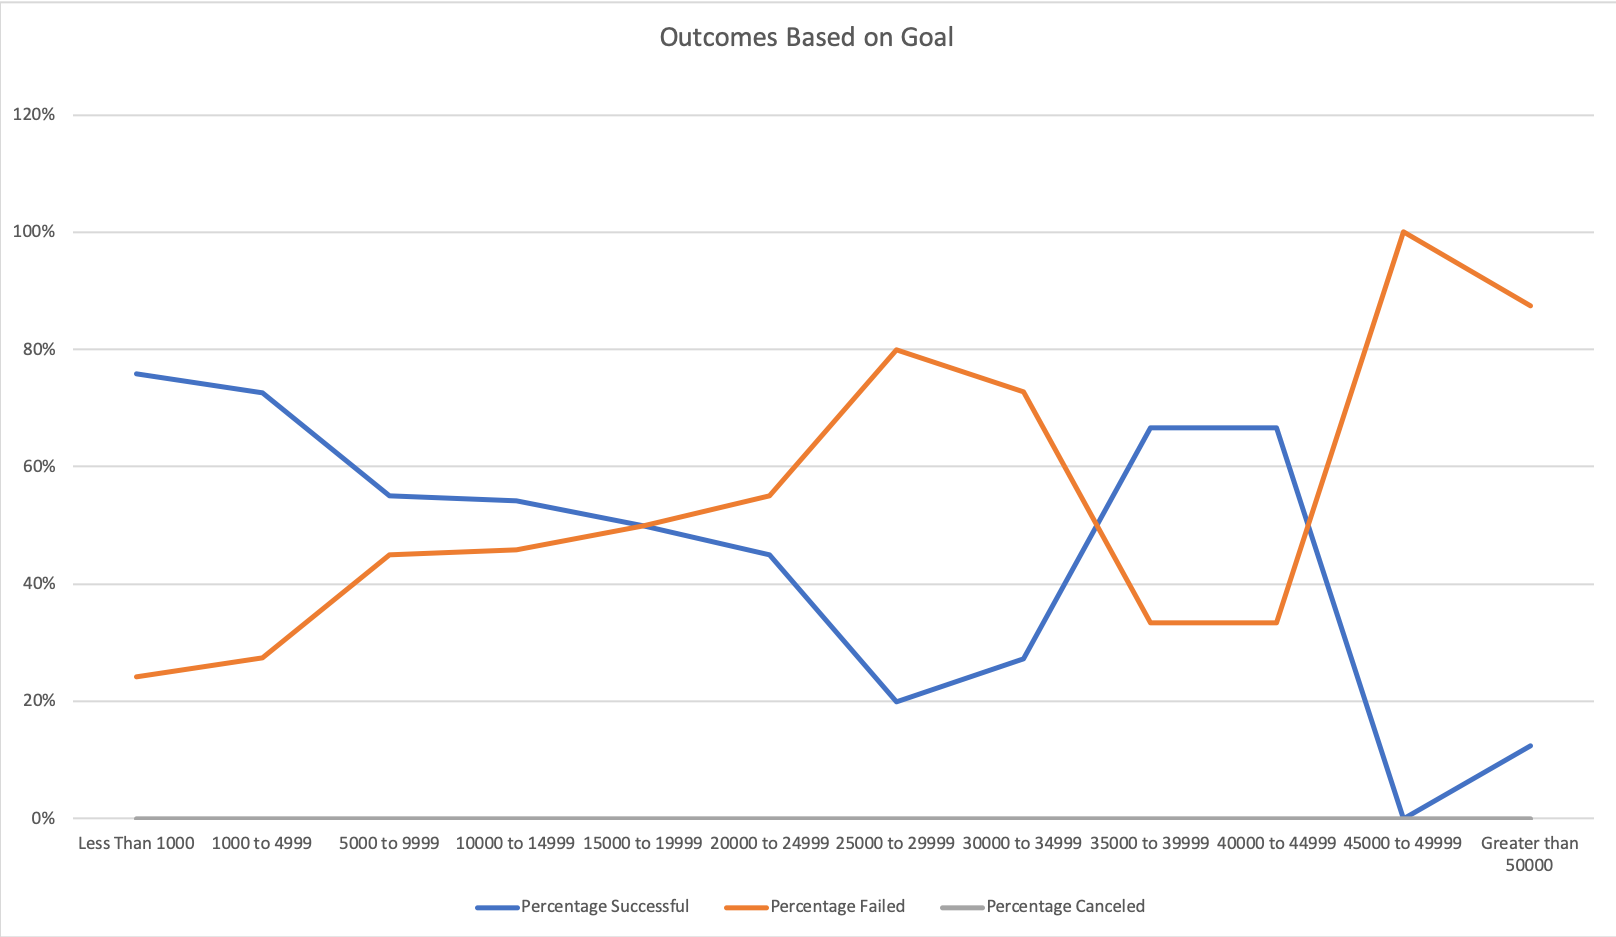 Outcomes Based on Goal
120%
100%
80%
60%
40%
20%
0%
Less Than 1000 1000 to 4999 5000 to 9999 10000 to 14999 15000 to 19999 20000 to 24999 25000 to 29999 30000 to 34999 35000 to 39999 40000 to 44999 45000 to 49999 Greater than
50000
Percentage Successful Percentage Failed Percentage Canceled